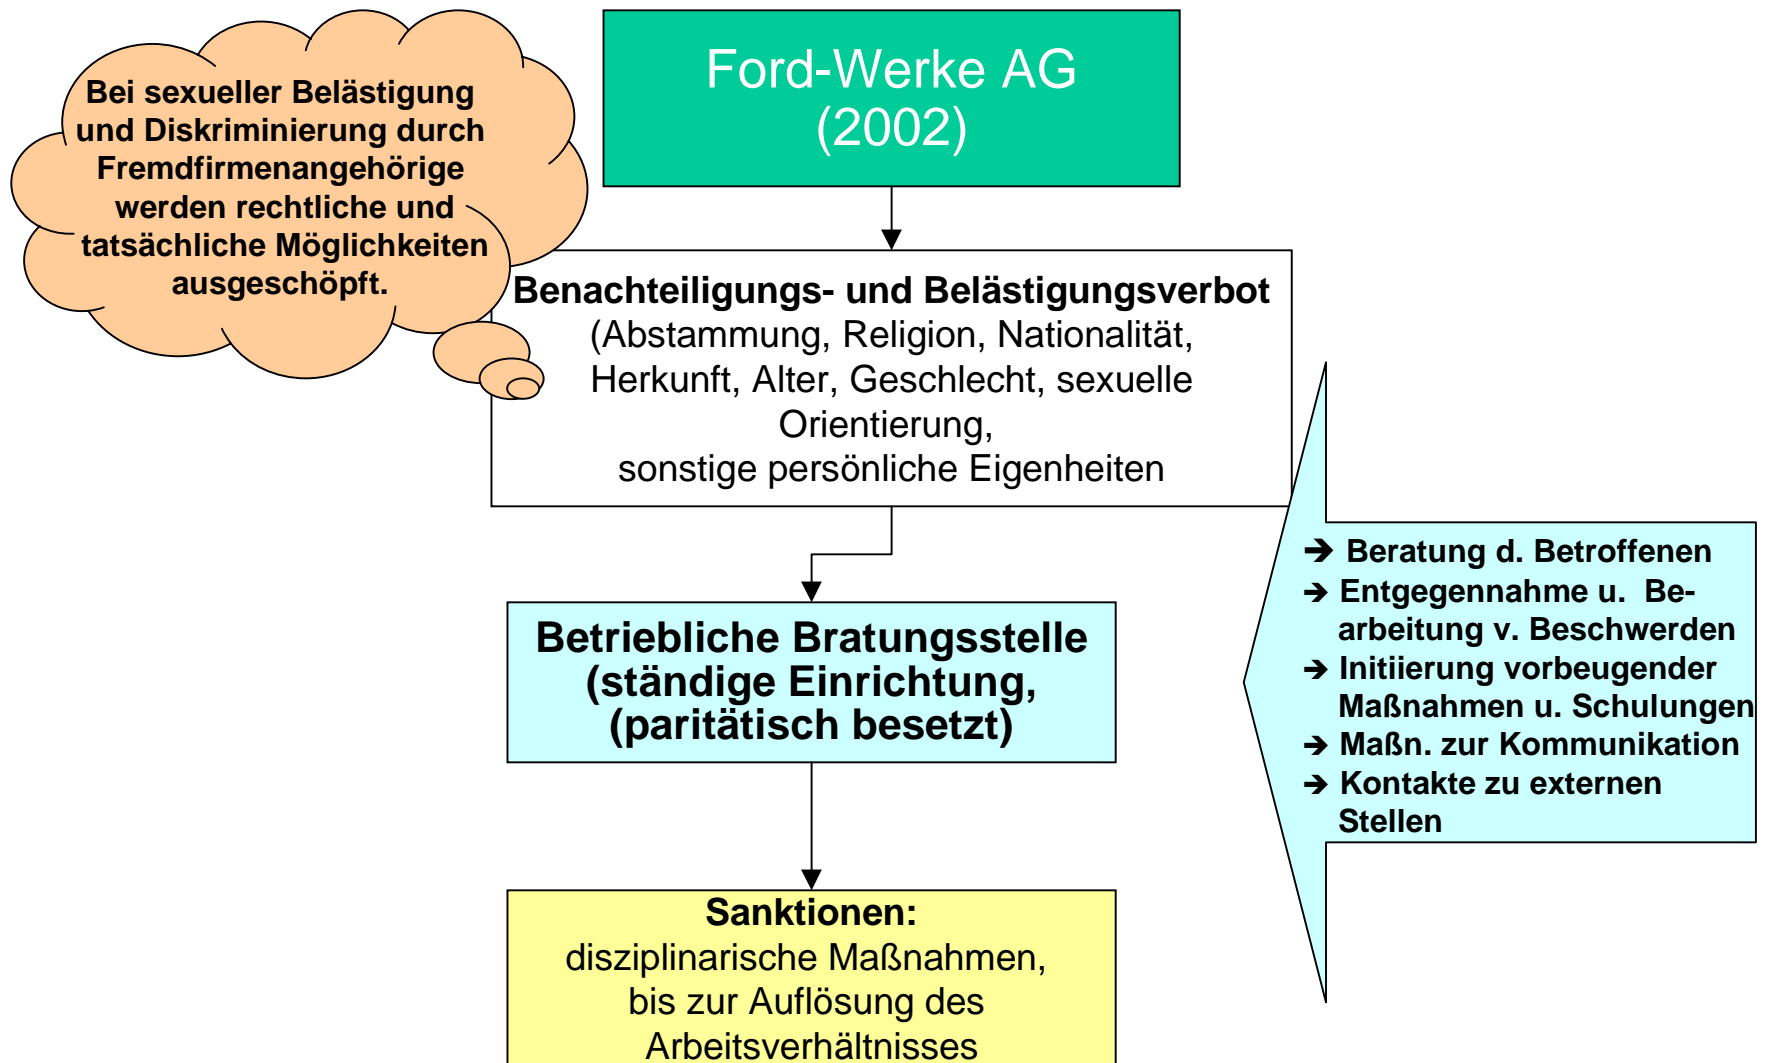 Bei sexueller Belästigung
und Diskriminierung durch
Fremdfirmenangehörige
werden rechtliche und
tatsächliche Möglichkeiten
ausgeschöpft.
Ford-Werke AG
(2002)
Benachteiligungs- und Belästigungsverbot
(Abstammung, Religion, Nationalität,
Herkunft, Alter, Geschlecht, sexuelle
Orientierung,
sonstige persönliche Eigenheiten
Betriebliche Bratungsstelle
(ständige Einrichtung,
(paritätisch besetzt)
➔ Beratung d. Betroffenen
➔ Entgegennahme u. Be-
arbeitung v. Beschwerden
➔ Initiierung vorbeugender
Maßnahmen u. Schulungen
➔ Maßn. zur Kommunikation
➔ Kontakte zu externen
Stellen
Sanktionen:
disziplinarische Maßnahmen,
bis zur Auflösung des
Arbeitsverhältnisses